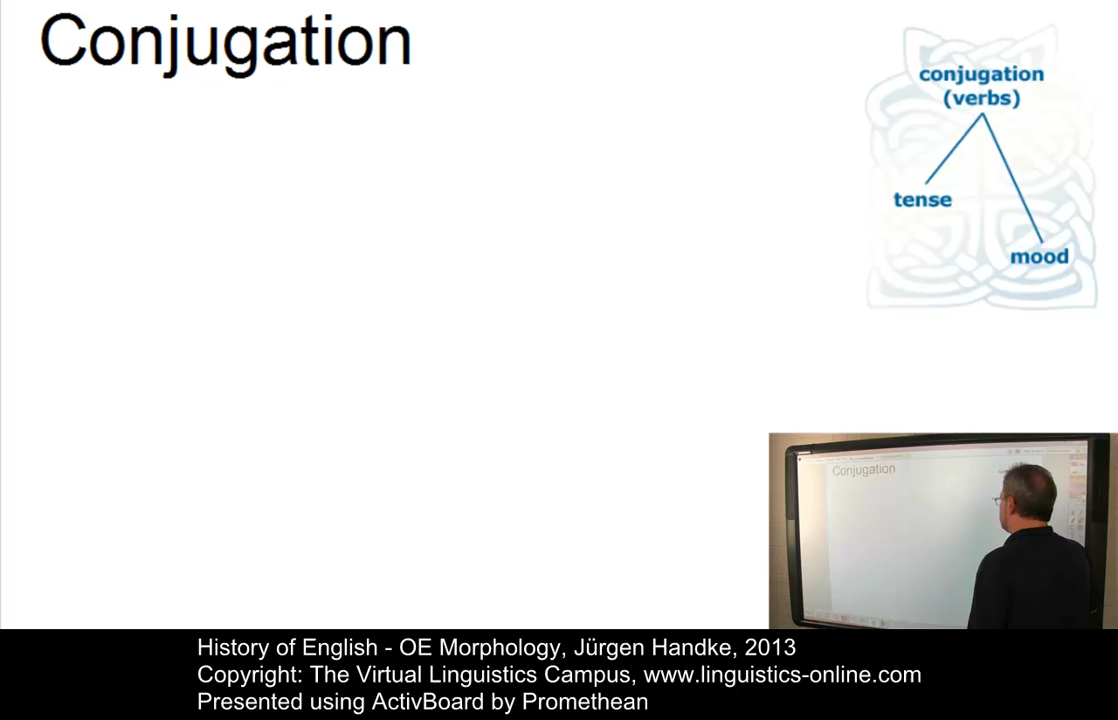 Conjugation
conjugation
(verbs)
tense
mood
Conjugation
History of English - OE Morphology, Jürgen Handke, 2013
Copyright: The Virtual Linguistics Campus, www.linguistics-online.com
Presented using ActivBoard by Promethean